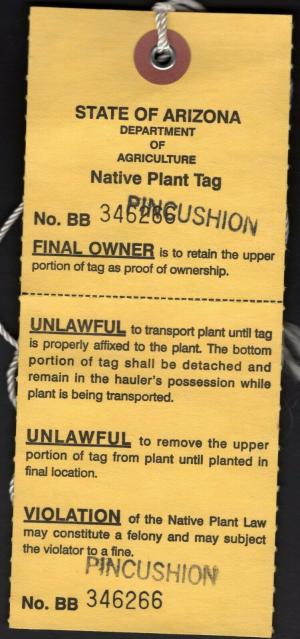 STATE OF ARIZONA
DEPARTMENT
OF
AGRICULTURE
Native Plant Tag
PINCUSHION
No. BB 346266
FINAL OWNER is to retain the upper
portion of tag as proof of ownership.
UNLAWFUL to transport plant until tag
is properly affixed to the plant. The bottom
portion of tag shall be detached and
remain in the hauler's possession while
plant is being transported.
UNLAWFUL to remove the upper
portion of tag from plant until planted in
final location.
VIOLATION of the Native Plant Law
may constitute a felony and may subject
the violator to a fine.
PINCUSHION
No. BB 346266